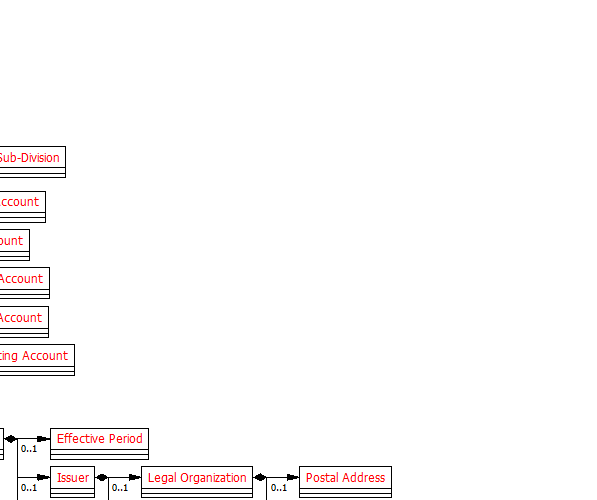 Sub-Division
Account
ount
Account
Account
ting Account
Effective Period
0..1
Issuer
Legal Organization
Postal Address
0..1
0..1
0..1